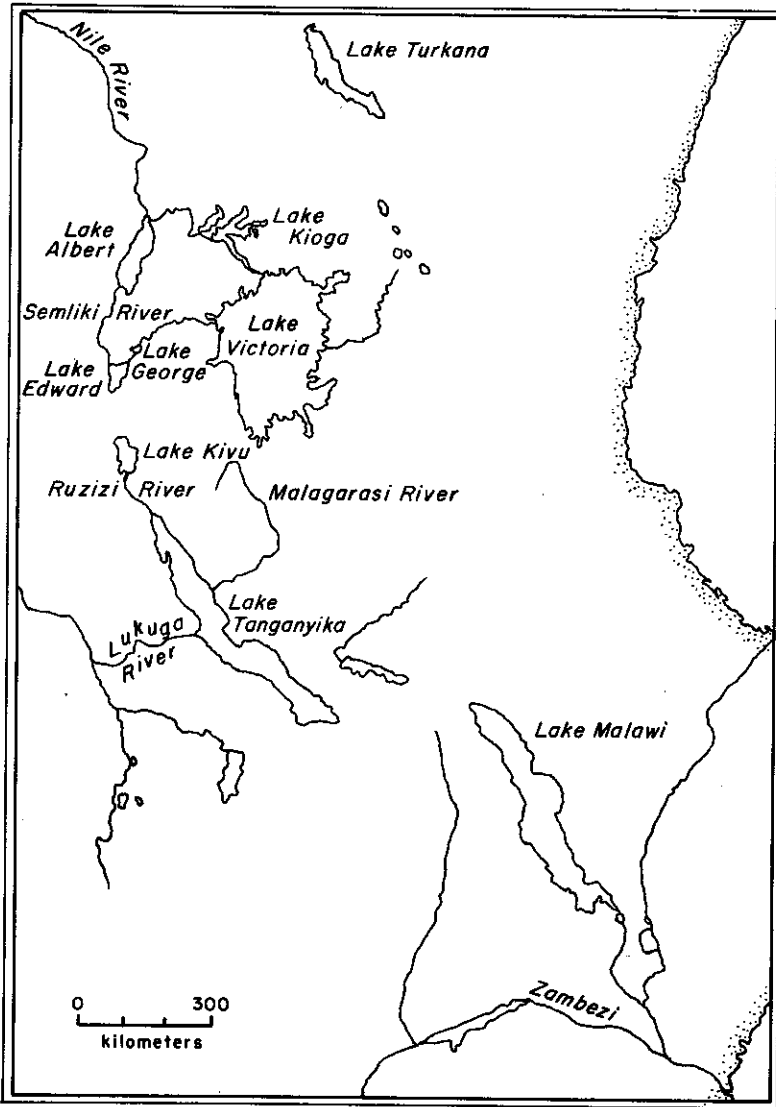 Nile River
Lake Turkana
Lake
Kioga
Lake
Albert
Semliki River
Lake
Victoria
Lake
George
Lake
Edward
Lake Kivu
Ruzizi River
Malagarasi River
Lake
Tanganyika
Lukuga
River
Lake Malawi
Zambezi
0 300
kilometers